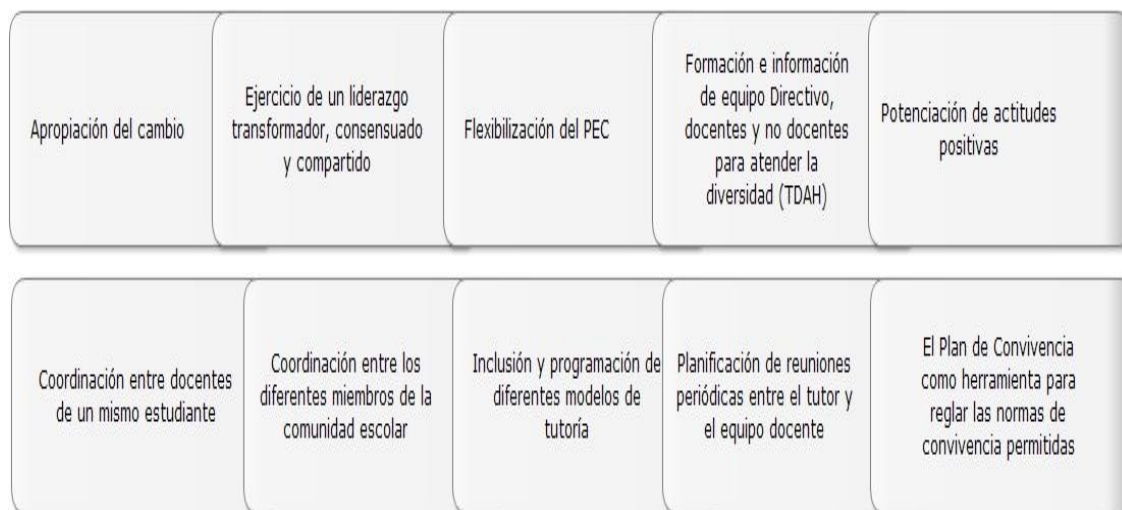 Apropiación del cambio
Ejercicio de un liderazgo
transformador, consensuado
y compartido
Flexibilización del PEC
Formación e información
de equipo Directivo,
docentes y no docentes
para atender la
diversidad (TDAH)
Potenciación de actitudes
positivas
Coordinación entre docentes
de un mismo estudiante
Coordinación entre los
diferentes miembros de la
comunidad escolar
Inclusión y programación de
diferentes modelos de
tutoría
Planificación de reuniones
periódicas entre el tutor y
el equipo docente
El Plan de Convivencia
como herramienta para
reglar las normas de
convivencia permitidas